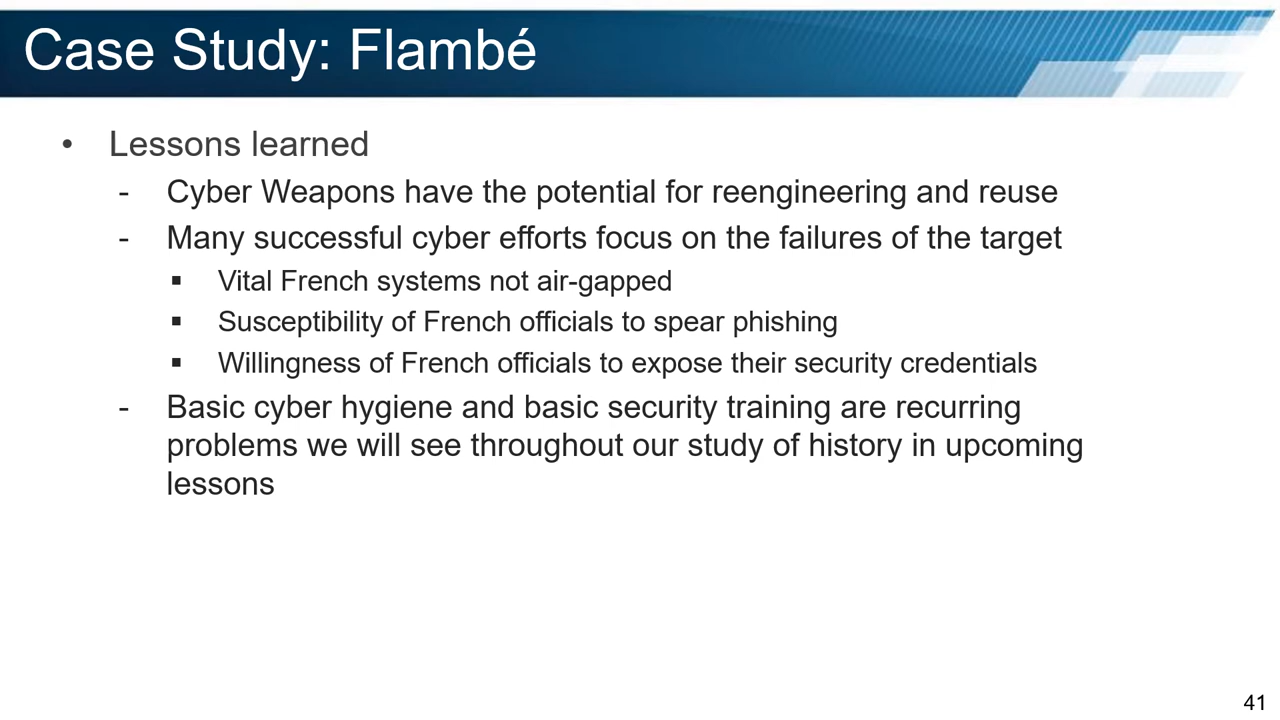 Case Study: Flambé
• Lessons learned
- Cyber Weapons have the potential for reengineering and reuse
- Many successful cyber efforts focus on the failures of the target
▪ Vital French systems not air-gapped
▪ Susceptibility of French officials to spear phishing
▪ Willingness of French officials to expose their security credentials
- Basic cyber hygiene and basic security training are recurring
problems we will see throughout our study of history in upcoming
lessons
41